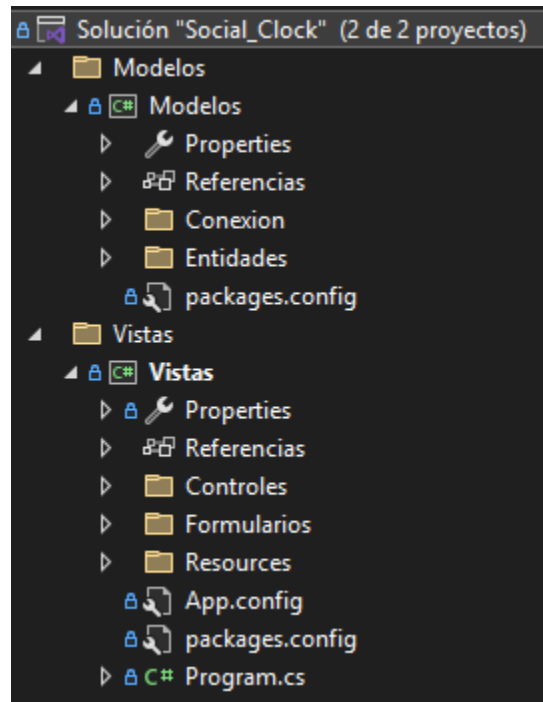 Solución "Social_Clock" (2 de 2 proyectos)
Modelos
C# Modelos
Properties
Referencias
Conexion
Entidades
packages.config
Vistas
C# Vistas
Properties
Referencias
Controles
Formularios
Resources
App.config
packages.config
C# Program.cs